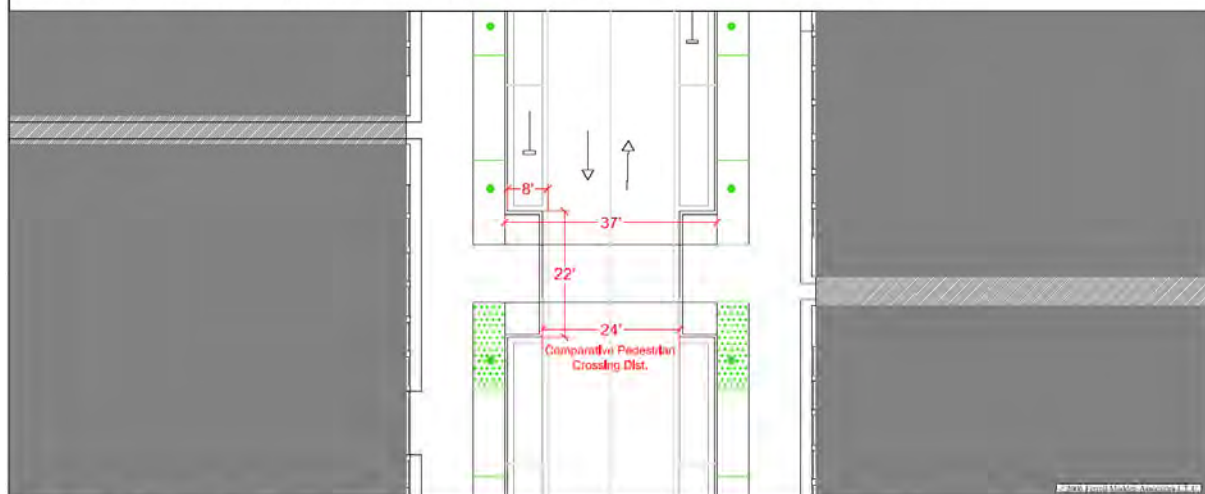 8'
37'
22'
24'
Comparative Pedestrian
Crossing Dist.